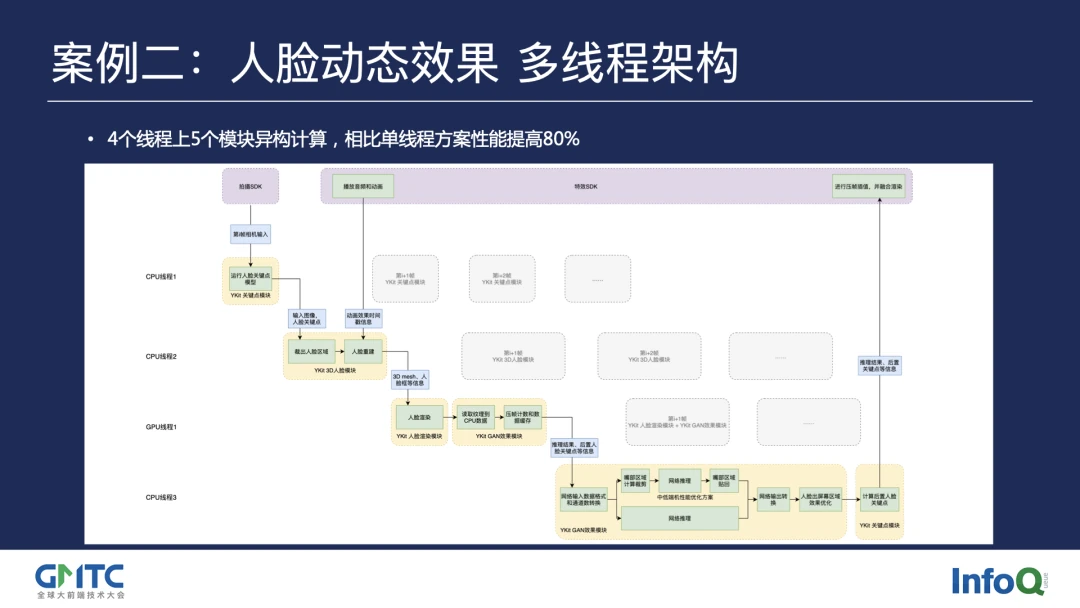 案例二：人脸动态效果 多线程架构
• 4个线程上5个模块异构计算，相比单线程方案性能提高80%
拍摄SDK
播放音频和动画
特效SDK
进行压帧插值，并融合渲染
第i帧相机输入
CPU线程1
运行人脸关键点
模型
YKit 关键点模块
第i+1帧
YKit 关键点模块
第i+2帧
YKit 关键点模块
......
输入图像、
人脸关键点
动画效果时间
戳信息
CPU线程2
截出人脸区域
人脸重建
YKit 3D人脸模块
第i+1帧
YKit 3D人脸模块
第i+2帧
YKit 3D人脸模块
......
推理结果、后置
关键点等信息
3D mesh、人
脸框等信息
GPU线程1
人脸渲染
YKit 人脸渲染模块
读取纹理到
CPU数据
压帧计数和数
据缓存
YKit GAN效果模块
第i+1帧
YKit 人脸渲染模块 + YKit GAN效果模块
......
推理结果、后置人
脸关键点等信息
CPU线程3
网络输入数据格式
和通道数转换
嘴部区域
计算截剪
网络推理
嘴部区域
贴回
中低端机性能优化方案
网络推理
网络输出转
换
人脸出屏幕区域
效果优化
YKit GAN效果模块
计算后置人脸
关键点
YKit 关键点模块
GMTC
全球大前端技术大会
InfoQ